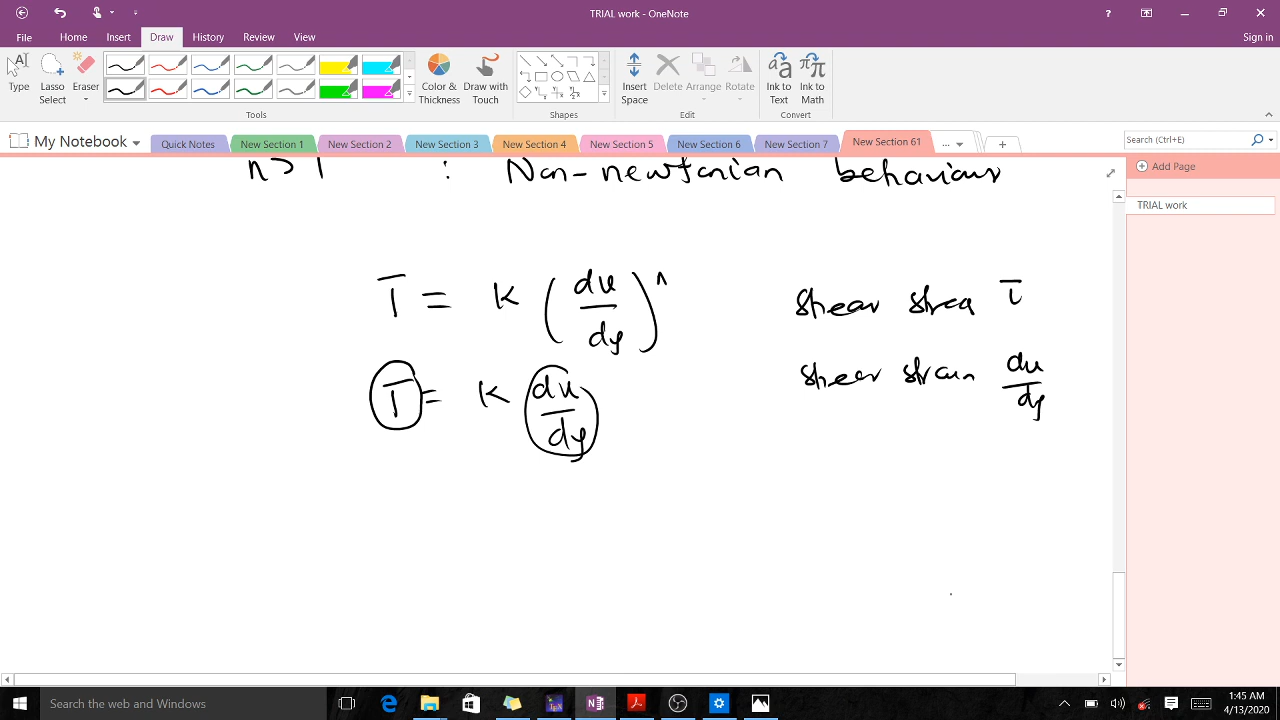 TRIAL work - OneNote
?
Sign in
File Home Insert Draw History Review View
Type
Lasso Select
Eraser
Color & Thickness
Draw with Touch
Insert Space
Delete
Arrange
Rotate
Ink to Text
Ink to Math
Tools
Shapes
Edit
Convert
My Notebook
Quick Notes
New Section 1
New Section 2
New Section 3
New Section 4
New Section 5
New Section 6
New Section 7
New Section 61
...
Search (Ctrl+E)
Add Page
TRIAL work
n > 1 : Non-newtonian behaviour
τ = K (du/dy)^n
shear stress τ
τ = K du/dy
shear strain du/dy
Search the web and Windows
1:45 AM
4/13/2020